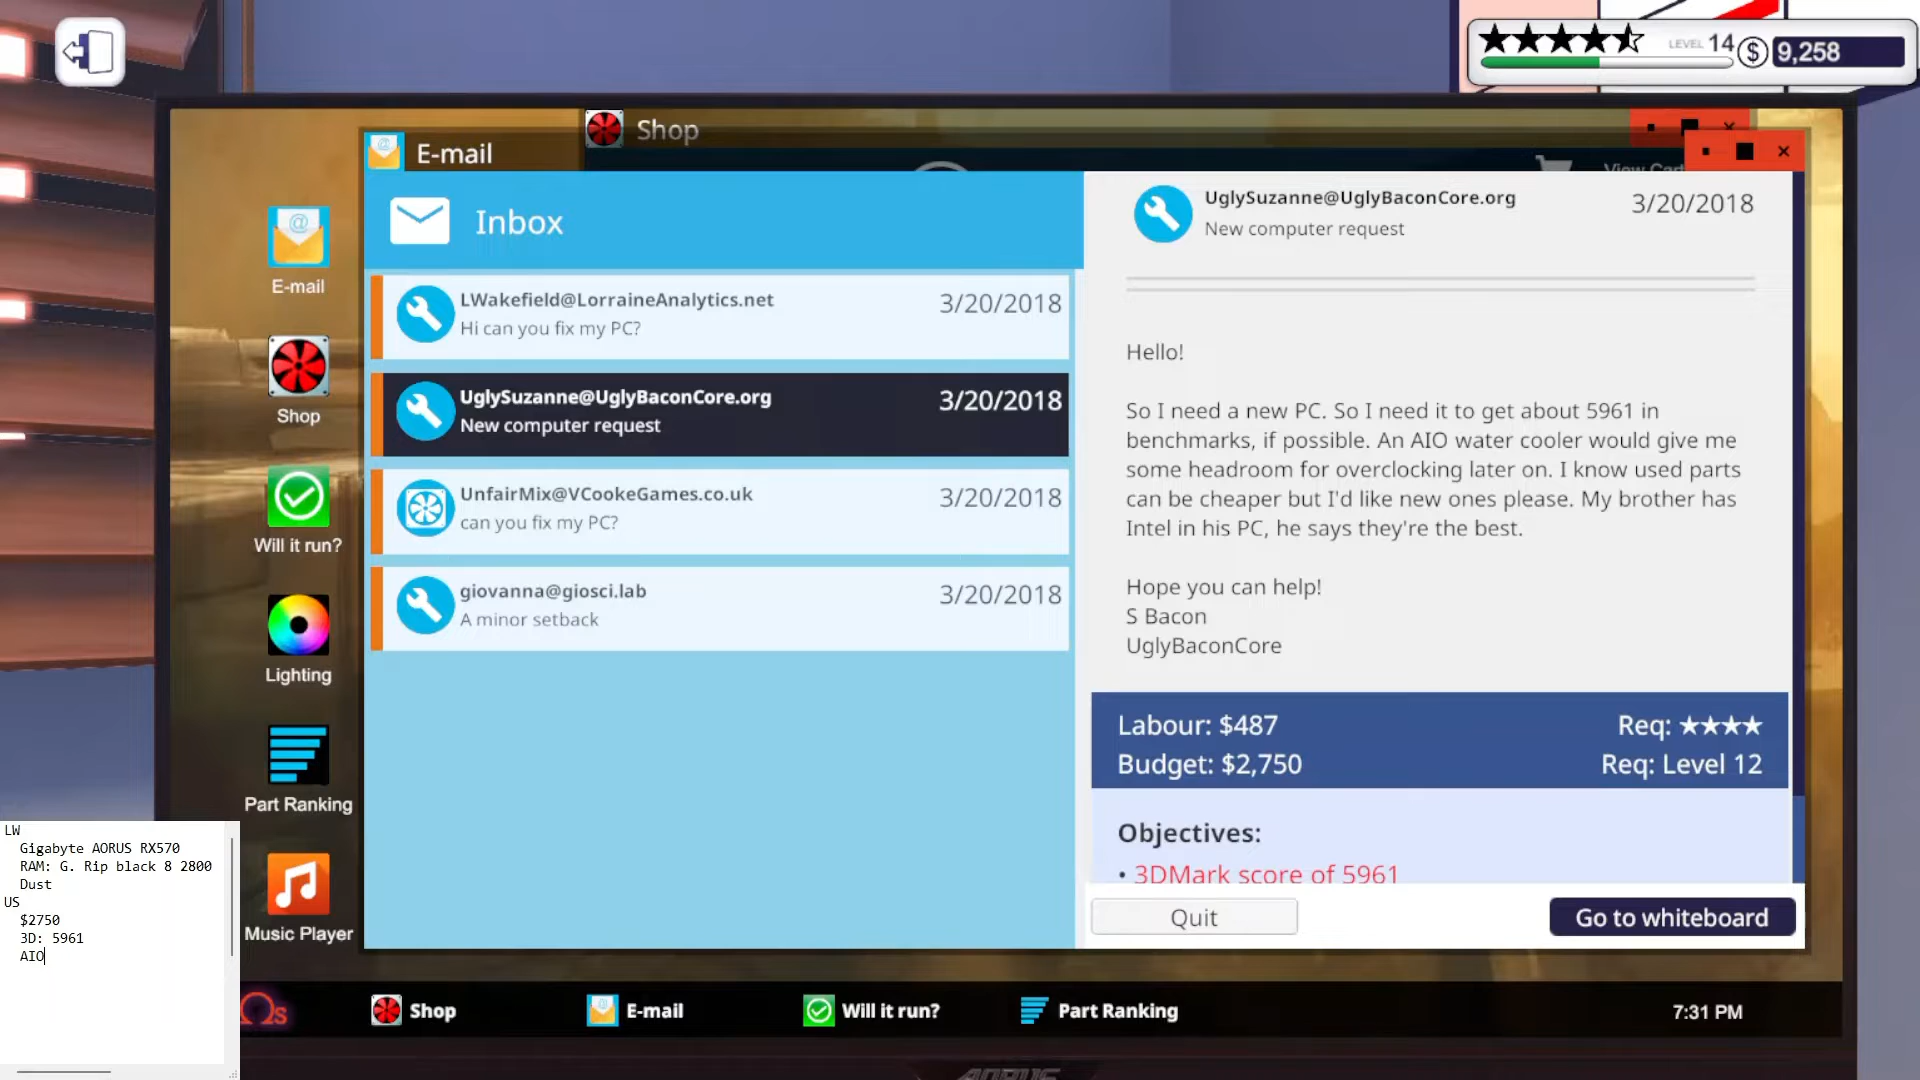 LEVEL 14
$ 9,258
Shop
E-mail
Inbox
LWakefield@LorraineAnalytics.net
3/20/2018
Hi can you fix my PC?
UglySuzanne@UglyBaconCore.org
3/20/2018
New computer request
UnfairMix@VCookeGames.co.uk
3/20/2018
can you fix my PC?
giovanna@giosci.lab
3/20/2018
A minor setback
UglySuzanne@UglyBaconCore.org
3/20/2018
New computer request
Hello!
So I need a new PC. So I need it to get about 5961 in
benchmarks, if possible. An AIO water cooler would give me
some headroom for overclocking later on. I know used parts
can be cheaper but I'd like new ones please. My brother has
Intel in his PC, he says they're the best.
Hope you can help!
S Bacon
UglyBaconCore
Labour: $487
Req: ★★★★
Budget: $2,750
Req: Level 12
Objectives:
• 3DMark score of 5961
Quit
Go to whiteboard
E-mail
Shop
Will it run?
Lighting
Part Ranking
Music Player
LW
Gigabyte AORUS RX570
RAM: G. Rip black 8 2800
Dust
US
$2750
3D: 5961
AIO
Ωs
Shop
E-mail
Will it run?
Part Ranking
7:31 PM
AORUS